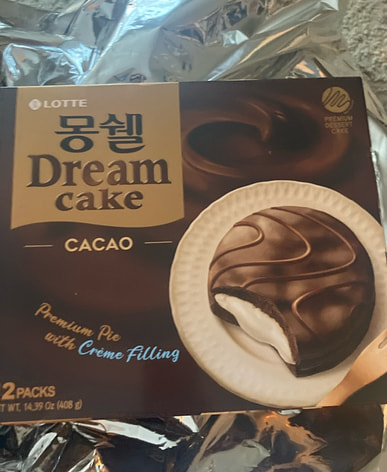 LOTTE
몽쉘
Dream
cake
CACAO
PREMIUM
DESSERT
CAKE
Premium Pie
with Créme Filling
2 PACKS
T WT. 14.39 Oz (408 g)